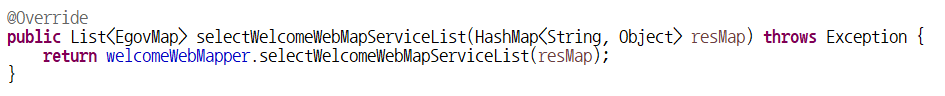 @Override
public List<EgovMap> selectWelcomeWebMapServiceList(HashMap<String, Object> resMap) throws Exception {
    return welcomeWebMapper.selectWelcomeWebMapServiceList(resMap);
}